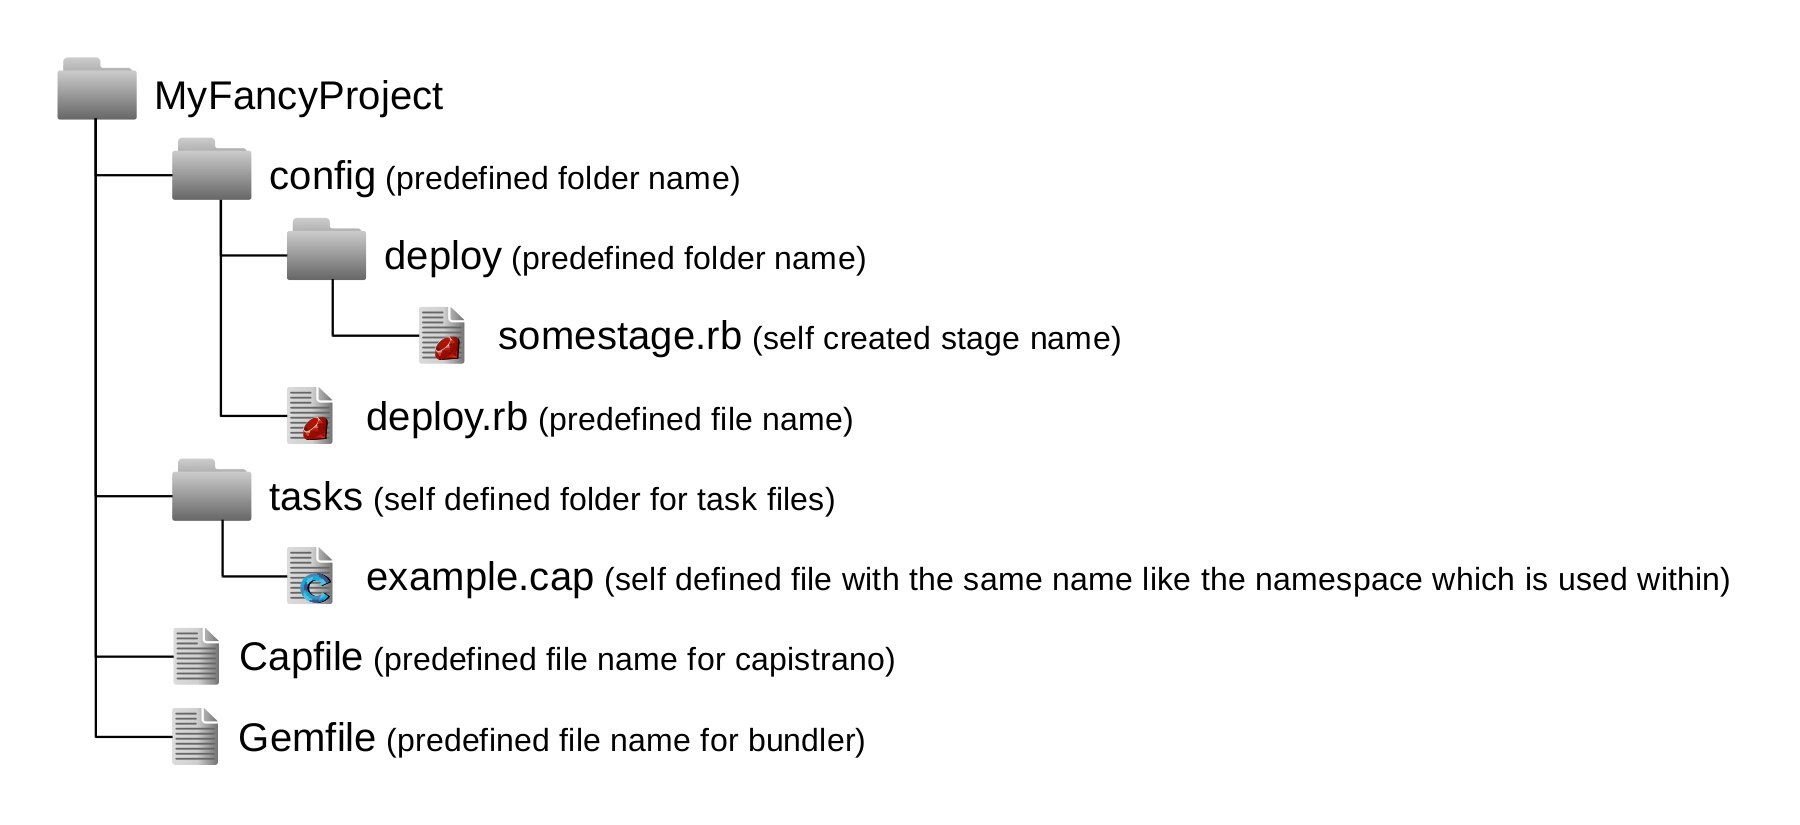 MyFancyProject
config (predefined folder name)
deploy (predefined folder name)
somestage.rb (self created stage name)
deploy.rb (predefined file name)
tasks (self defined folder for task files)
example.cap (self defined file with the same name like the namespace which is used within)
Capfile (predefined file name for capistrano)
Gemfile (predefined file name for bundler)